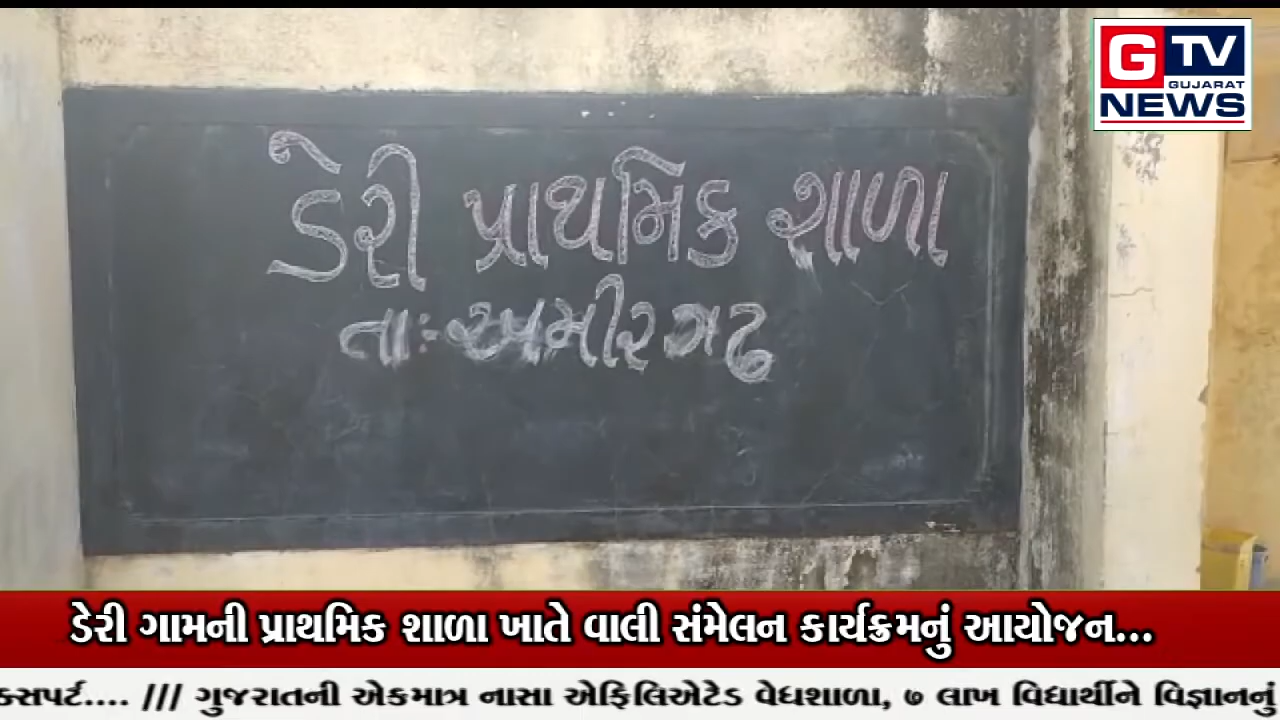 G TV
GUJARAT
NEWS
ડેરી પ્રાથમિક શાળા
તા:-અમીરગઢ
ડેરી ગામની પ્રાથમિક શાળા ખાતે વાલી સંમેલન કાર્યક્રમનું આયોજન...
ક્સપર્ટ.... /// ગુજરાતની એકમાત્ર નાસા એફિલિએટેડ વેધશાળા, ૭ લાખ વિદ્યાર્થીને વિજ્ઞાનનું